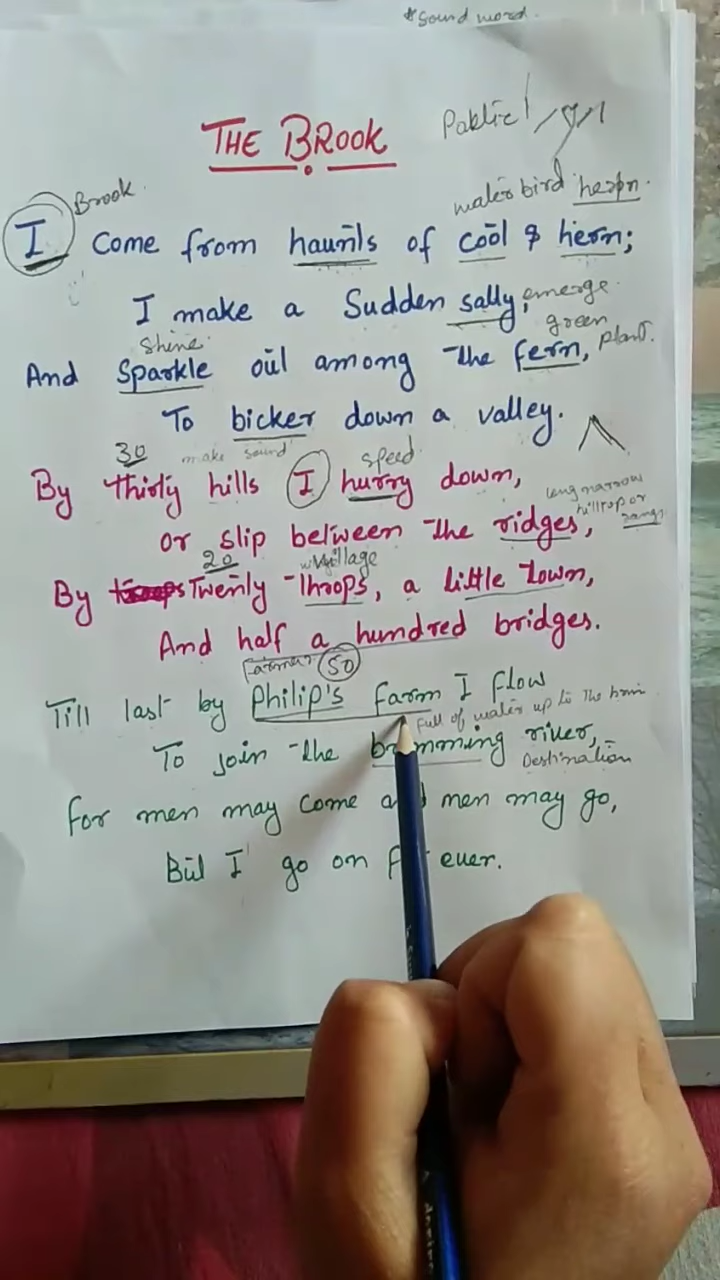 *sound word.
THE BROOK
Poktic!
Brook.
water bird heron.
I come from haunts of coot & hern;
I make a Sudden sally, emerge.
Shine.
green
plant.
And Sparkle out among the fern,
To bicker down a valley.
30
make sound
speed
By thirty hills I hurry down,
long narrow
hilltop or
range
or slip between the ridges,
20
village
By Twenty throps, a little town,
And half a hundred bridges.
farmer 50
Till last by Philip's farm I flow
full of water up to the brim
To join the brimming river,
Destination
for men may come and men may go,
But I go on for ever.